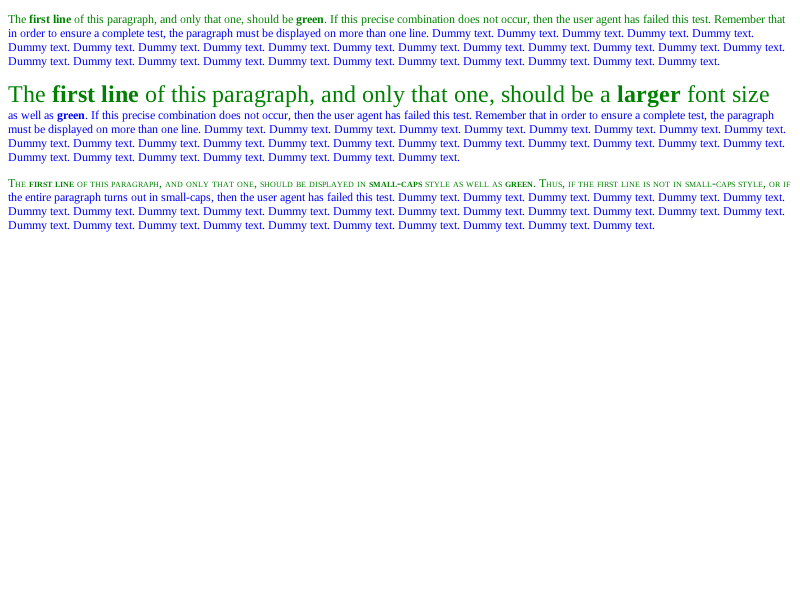 The first line of this paragraph, and only that one, should be green. If this precise combination does not occur, then the user agent has failed this test. Remember that
in order to ensure a complete test, the paragraph must be displayed on more than one line. Dummy text. Dummy text. Dummy text. Dummy text. Dummy text.
Dummy text. Dummy text. Dummy text. Dummy text. Dummy text. Dummy text. Dummy text. Dummy text. Dummy text. Dummy text. Dummy text. Dummy text.
Dummy text. Dummy text. Dummy text. Dummy text. Dummy text. Dummy text. Dummy text. Dummy text. Dummy text. Dummy text. Dummy text.
The first line of this paragraph, and only that one, should be a larger font size
as well as green. If this precise combination does not occur, then the user agent has failed this test. Remember that in order to ensure a complete test, the paragraph
must be displayed on more than one line. Dummy text. Dummy text. Dummy text. Dummy text. Dummy text. Dummy text. Dummy text. Dummy text. Dummy text.
Dummy text. Dummy text. Dummy text. Dummy text. Dummy text. Dummy text. Dummy text. Dummy text. Dummy text. Dummy text. Dummy text. Dummy text.
Dummy text. Dummy text. Dummy text. Dummy text. Dummy text. Dummy text. Dummy text.
The first line of this paragraph, and only that one, should be displayed in small-caps style as well as green. Thus, if the first line is not in small-caps style, or if
the entire paragraph turns out in small-caps, then the user agent has failed this test. Dummy text. Dummy text. Dummy text. Dummy text. Dummy text. Dummy text.
Dummy text. Dummy text. Dummy text. Dummy text. Dummy text. Dummy text. Dummy text. Dummy text. Dummy text. Dummy text. Dummy text. Dummy text.
Dummy text. Dummy text. Dummy text. Dummy text. Dummy text. Dummy text. Dummy text. Dummy text. Dummy text. Dummy text.